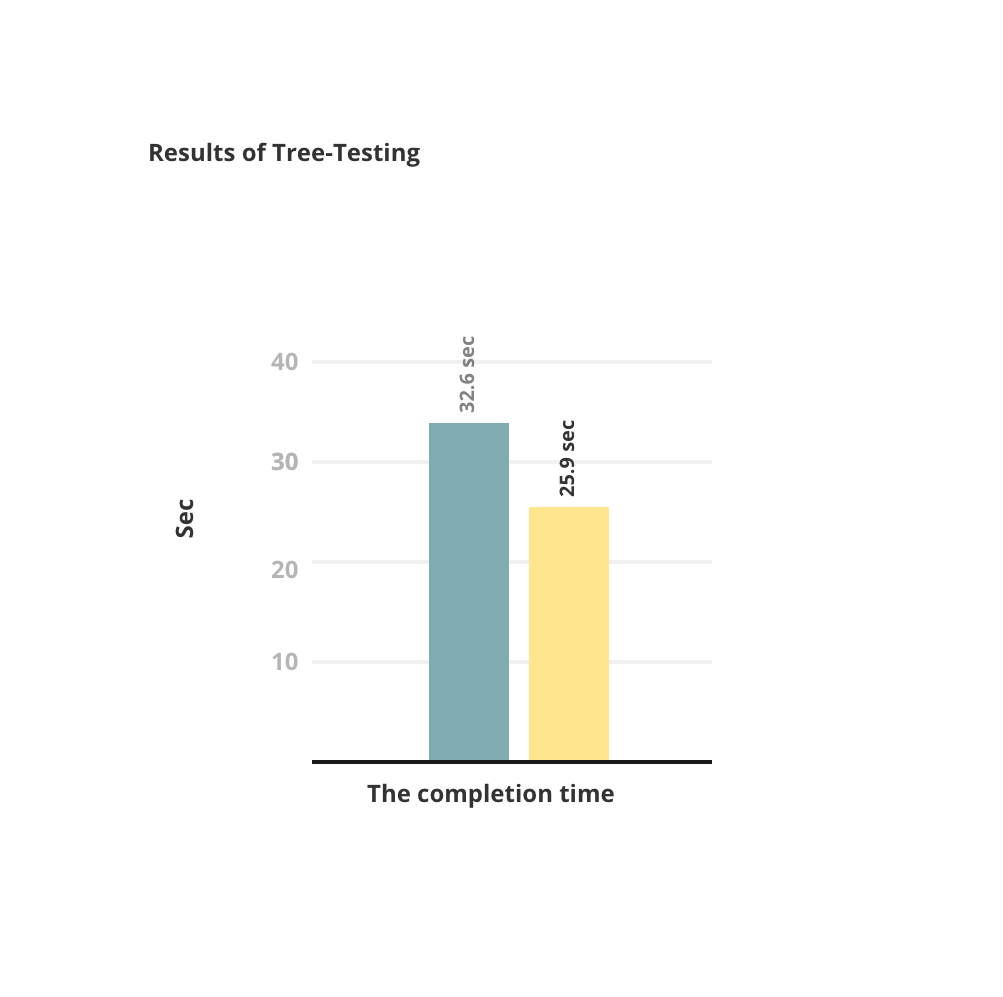 Results of Tree-Testing
40
30
20
10
Sec
32.6 sec
25.9 sec
The completion time